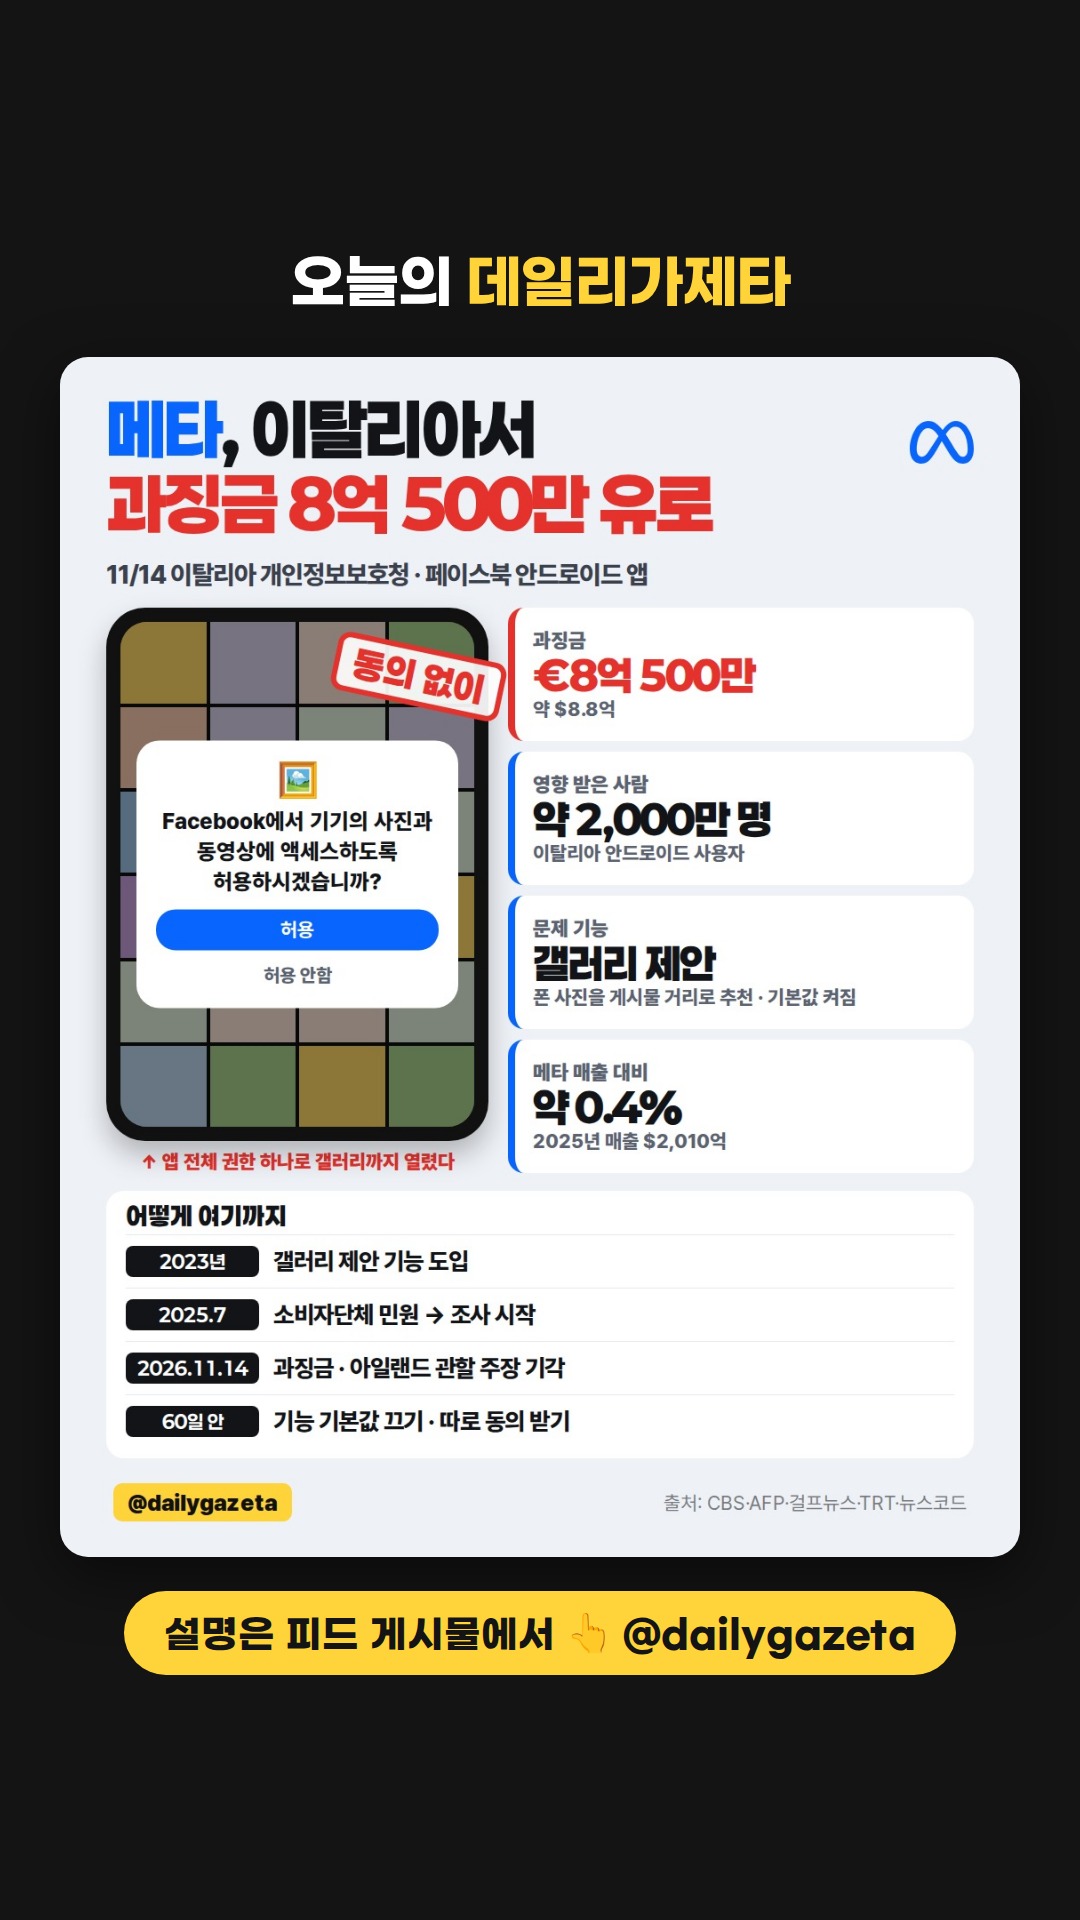 오늘의 데일리가제타
메타, 이탈리아서
과징금 8억 500만 유로
11/14 이탈리아 개인정보보호청 · 페이스북 안드로이드 앱
동의 없이
Facebook에서 기기의 사진과
동영상에 액세스하도록
허용하시겠습니까?
허용
허용 안함
↑ 앱 전체 권한 하나로 갤러리까지 열렸다
과징금
€8억 500만
약 $8.8억
영향 받은 사람
약 2,000만 명
이탈리아 안드로이드 사용자
문제 기능
갤러리 제안
폰 사진을 게시물 거리로 추천 · 기본값 켜짐
메타 매출 대비
약 0.4%
2025년 매출 $2,010억
어떻게 여기까지
2023년 갤러리 제안 기능 도입
2025.7 소비자단체 민원 → 조사 시작
2026.11.14 과징금 · 아일랜드 관할 주장 기각
60일 안 기능 기본값 끄기 · 따로 동의 받기
@dailygazeta 출처: CBS·AFP·걸프뉴스·TRT·뉴스코드
설명은 피드 게시물에서 👆 @dailygazeta